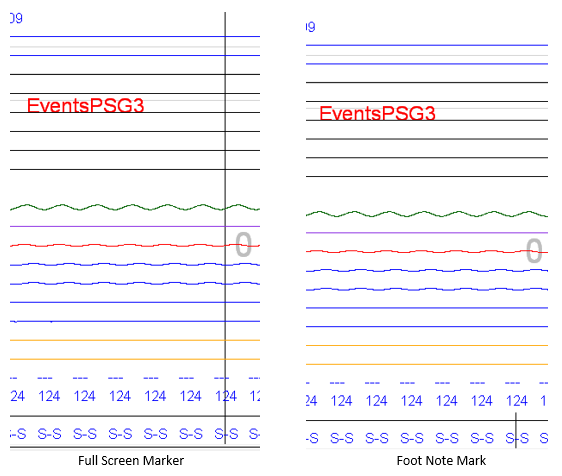 09
EventsPSG3
0
--- --- --- --- --- --- ---
24 124 124 124 124 124 124 12
S-S S-S S-S S-S S-S S-S S-S S-
Full Screen Marker
09
EventsPSG3
0
--- --- --- --- --- --- ---
24 124 124 124 124 124 124 1
S-S S-S S-S S-S S-S S-S S-S S
Foot Note Mark